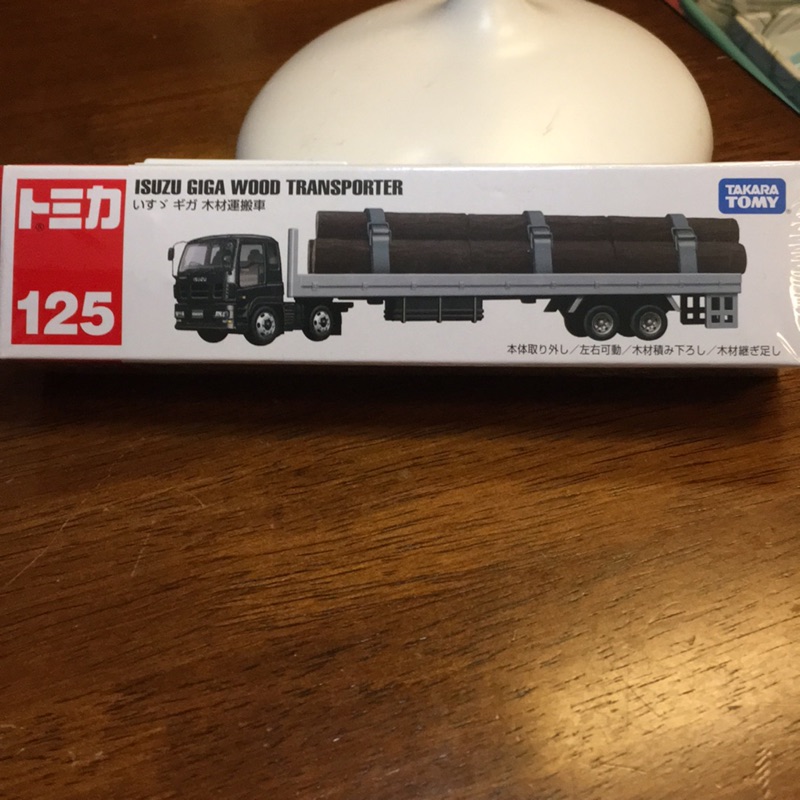 トミカ
125
ISUZU GIGA WOOD TRANSPORTER
いすゞ ギガ 木材運搬車
TAKARA
TOMY
ISUZU
本体取り外し／左右可動／木材積み下ろし／木材継ぎ足し